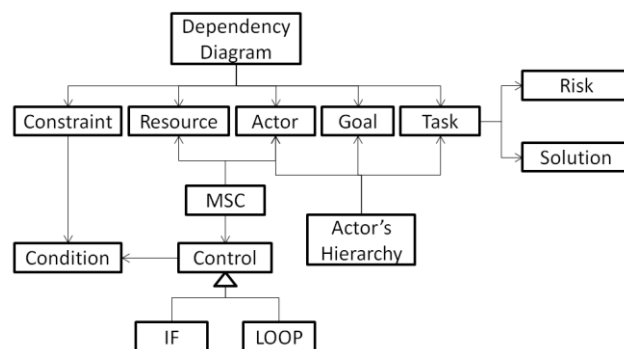 Dependency
Diagram
Risk
Constraint Resource Actor Goal Task
Solution
MSC
Actor's
Hierarchy
Condition Control
IF LOOP